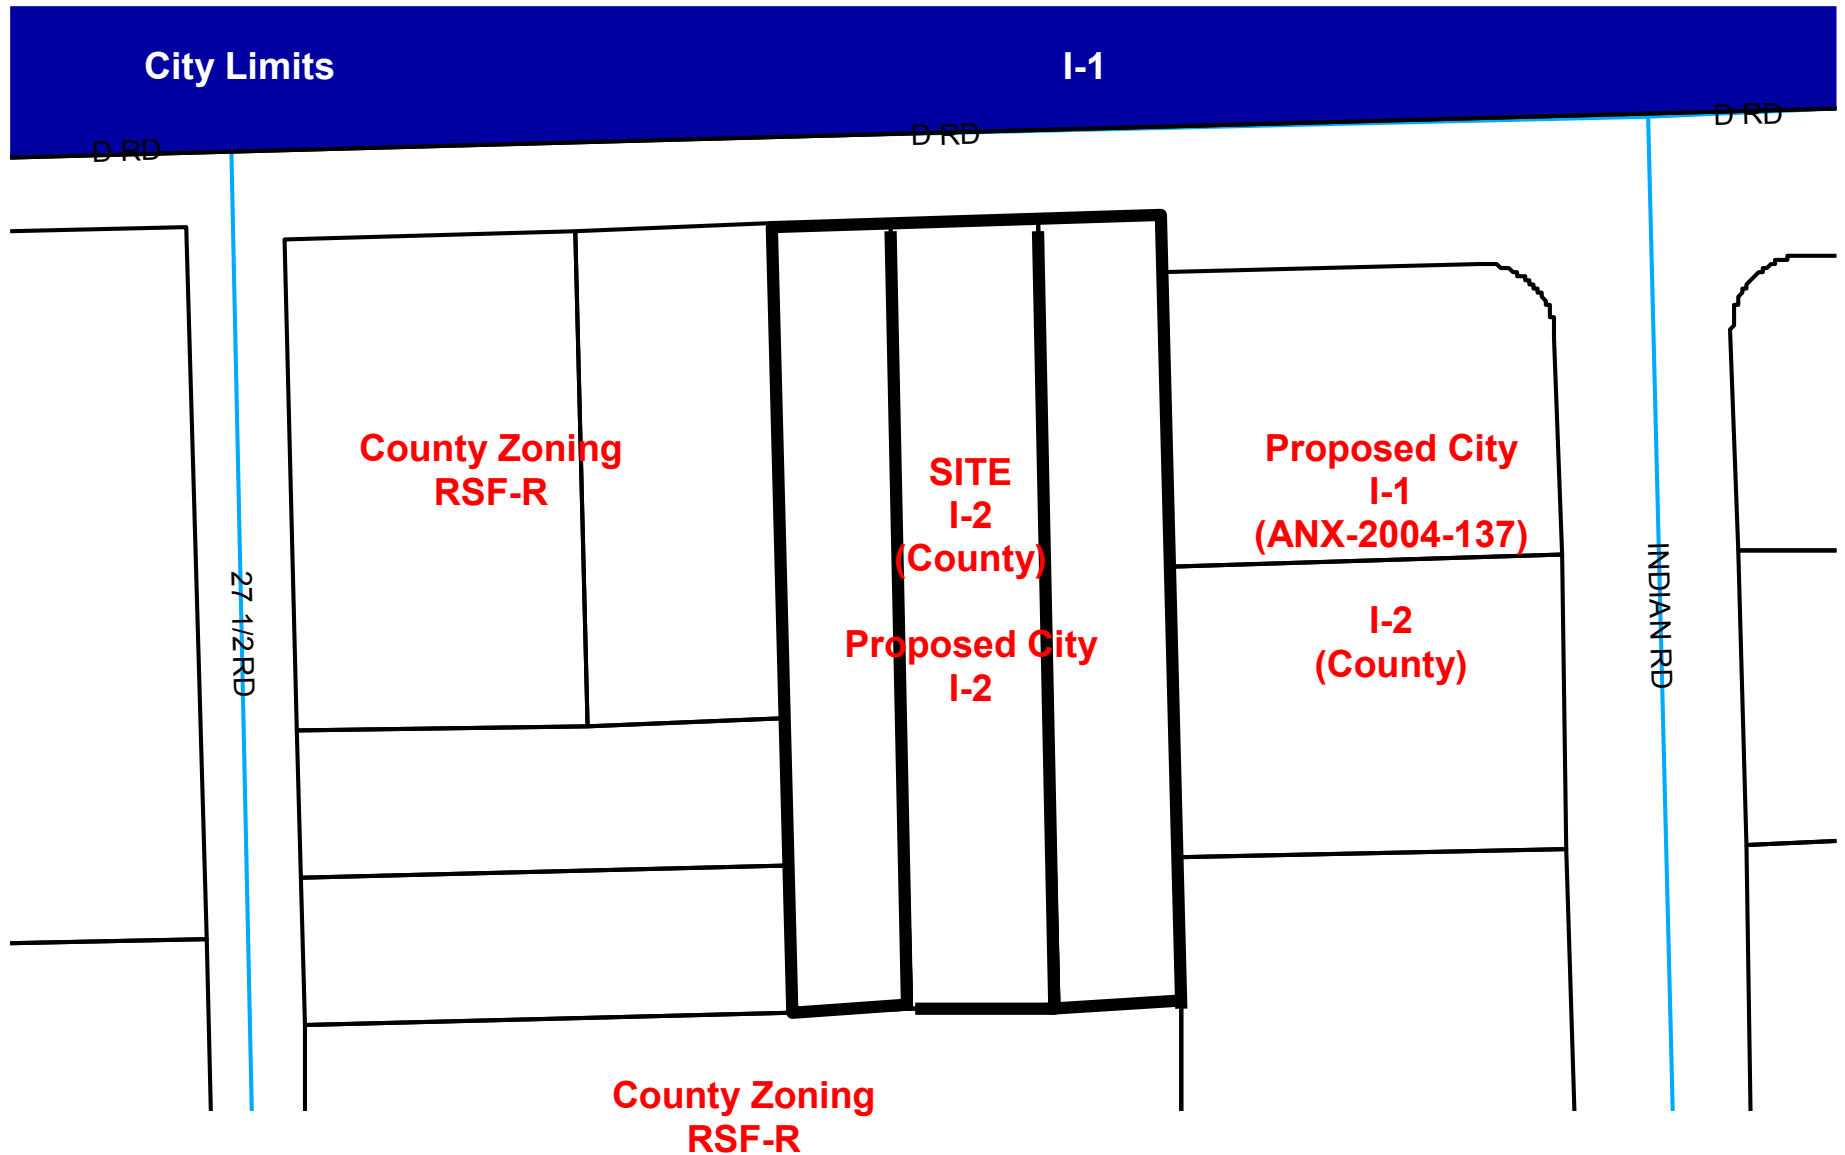 City Limits
I-1
D RD
D RD
D RD
County Zoning
RSF-R
SITE
I-2
(County)
Proposed City
I-2
Proposed City
I-1
(ANX-2004-137)
I-2
(County)
27 1/2 RD
INDIAN RD
County Zoning
RSF-R